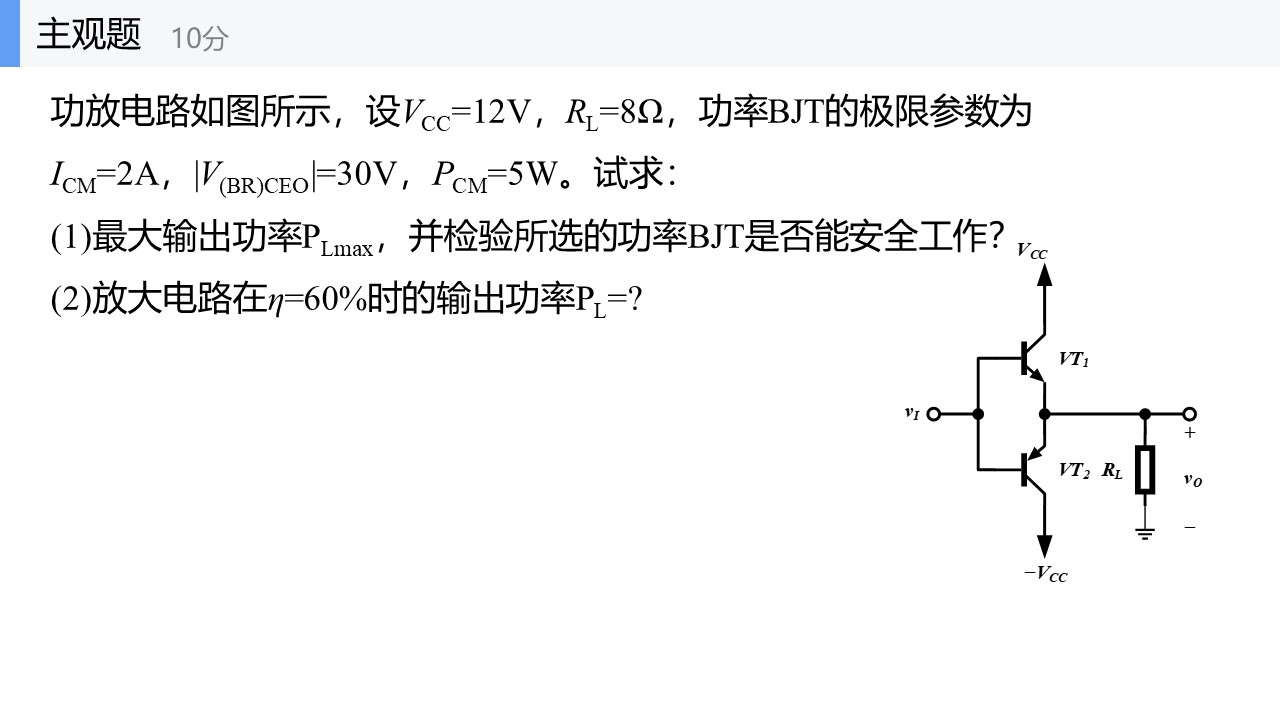 主观题 10分
功放电路如图所示，设VCC=12V，RL=8Ω，功率BJT的极限参数为
ICM=2A，|V(BR)CEO|=30V，PCM=5W。试求：
(1)最大输出功率PLmax，并检验所选的功率BJT是否能安全工作？
(2)放大电路在η=60%时的输出功率PL=?
VCC
VT1
vI
+
VT2 RL
vO
−
−VCC